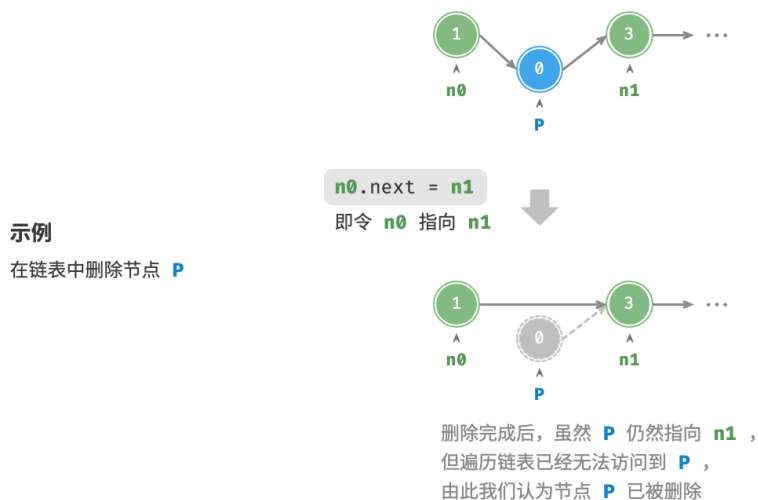 1
3
...
0
n0
n1
P
n0.next = n1
即令 n0 指向 n1
示例
在链表中删除节点 P
1
3
...
0
n0
n1
P
删除完成后，虽然 P 仍然指向 n1 ，
但遍历链表已经无法访问到 P ，
由此我们认为节点 P 已被删除